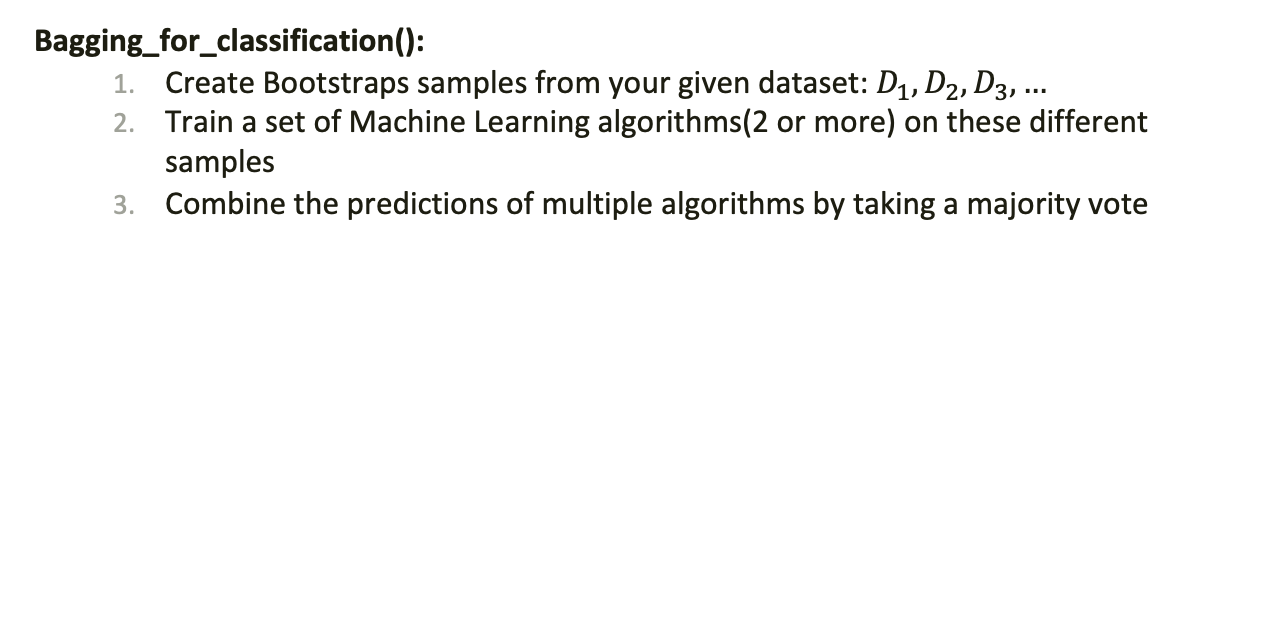 Bagging_for_classification():
1. Create Bootstraps samples from your given dataset: D₁, D₂, D₃, ...
2. Train a set of Machine Learning algorithms(2 or more) on these different
samples
3. Combine the predictions of multiple algorithms by taking a majority vote